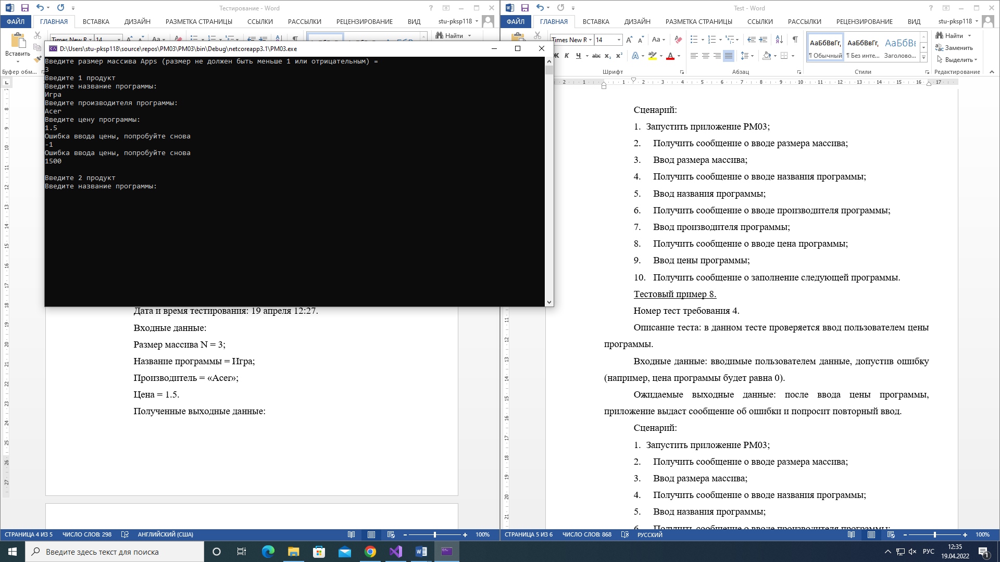 Тестирование - Word
ФАЙЛ ГЛАВНАЯ ВСТАВКА ДИЗАЙН РАЗМЕТКА СТРАНИЦЫ ССЫЛКИ РАССЫЛКИ РЕЦЕНЗИРОВАНИЕ ВИД stu-pksp118
Times New R 14
Вставить
Найти
Буфер обм...
D:\Users\stu-pksp118\source\repos\PM03\PM03\bin\Debug\netcoreapp3.1\PM03.exe
Введите размер массива Apps (размер не должен быть меньше 1 или отрицательным) =
3
Введите 1 продукт
Введите название программы:
Игра
Введите производителя программы:
Acer
Введите цену программы:
1.5
Ошибка ввода цены, попробуйте снова
-1
Ошибка ввода цены, попробуйте снова
1500
Введите 2 продукт
Введите название программы:
Дата и время тестирования: 19 апреля 12:27.
Входные данные:
Размер массива N = 3;
Название программы = Игра;
Производитель = «Acer»;
Цена = 1.5.
Полученные выходные данные:
СТРАНИЦА 4 ИЗ 5 ЧИСЛО СЛОВ: 298 АНГЛИЙСКИЙ (США) 100%
Test - Word
ФАЙЛ ГЛАВНАЯ ВСТАВКА ДИЗАЙН РАЗМЕТКА СТРАНИЦЫ ССЫЛКИ РАССЫЛКИ РЕЦЕНЗИРОВАНИЕ ВИД stu-pksp118
Times New R 14
АаБбВвГг, АаБбВвГг, АаБбВв
¶ Обычный ¶ Без инте... Заголово...
Найти
Заменить
Выделить
Шрифт Абзац Стили Редактирование
Сценарий:
1. Запустить приложение PM03;
2. Получить сообщение о вводе размера массива;
3. Ввод размера массива;
4. Получить сообщение о вводе названия программы;
5. Ввод названия программы;
6. Получить сообщение о вводе производителя программы;
7. Ввод производителя программы;
8. Получить сообщение о вводе цена программы;
9. Ввод цены программы;
10. Получить сообщение о заполнение следующей программы.
Тестовый пример 8.
Номер тест требования 4.
Описание теста: в данном тесте проверяется ввод пользователем цены
программы.
Входные данные: вводимые пользователем данные, допустив ошибку
(например, цена программы будет равна 0).
Ожидаемые выходные данные: после ввода цены программы,
приложение выдаст сообщение об ошибки и попросит повторный ввод.
Сценарий:
1. Запустить приложение PM03;
2. Получить сообщение о вводе размера массива;
3. Ввод размера массива;
4. Получить сообщение о вводе названия программы;
5. Ввод названия программы;
6. Получить сообщение о вводе производителя программы;
СТРАНИЦА 5 ИЗ 6 ЧИСЛО СЛОВ: 868 РУССКИЙ 100%
Введите здесь текст для поиска
РУС
12:35
19.04.2022
1